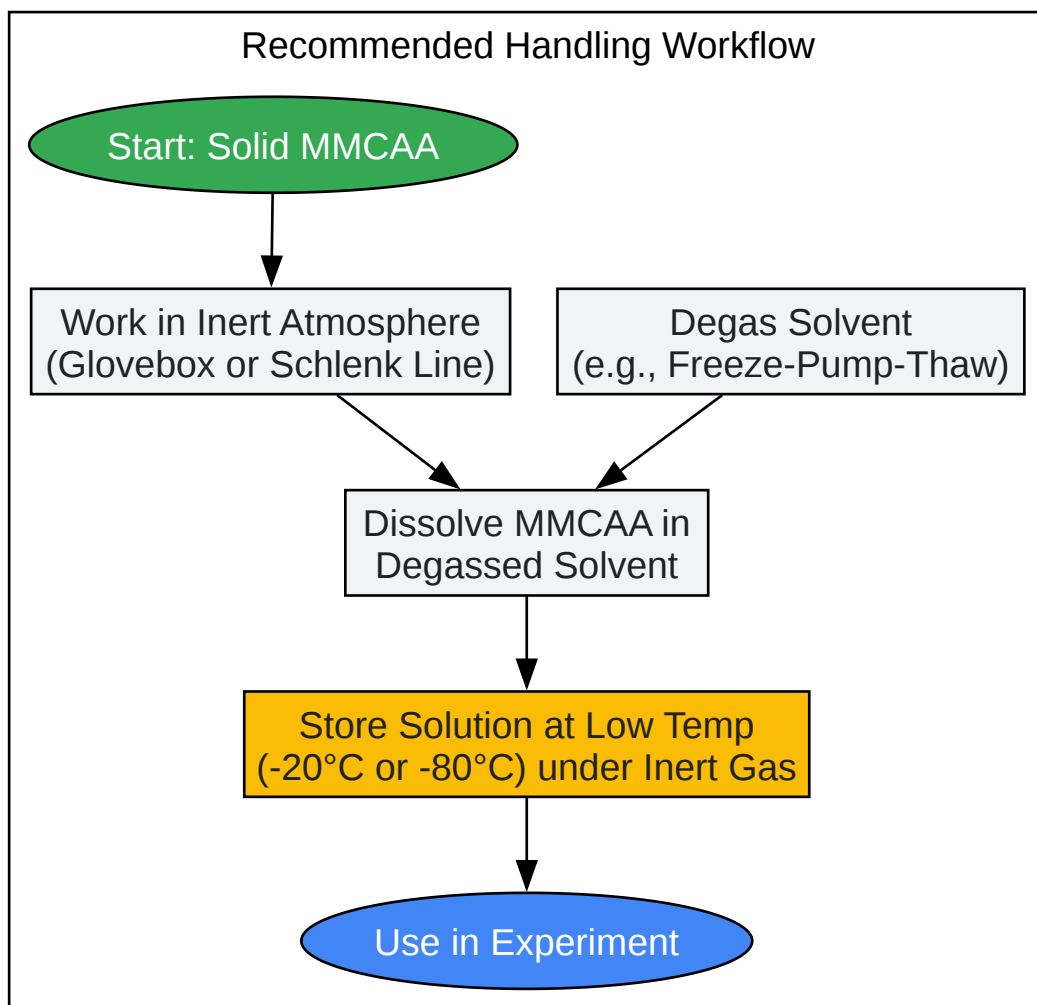 Recommended Handling Workflow
Start: Solid MMCAA
Work in Inert Atmosphere
(Glovebox or Schlenk Line)
Degas Solvent
(e.g., Freeze-Pump-Thaw)
Dissolve MMCAA in
Degassed Solvent
Store Solution at Low Temp
(-20°C or -80°C) under Inert Gas
Use in Experiment